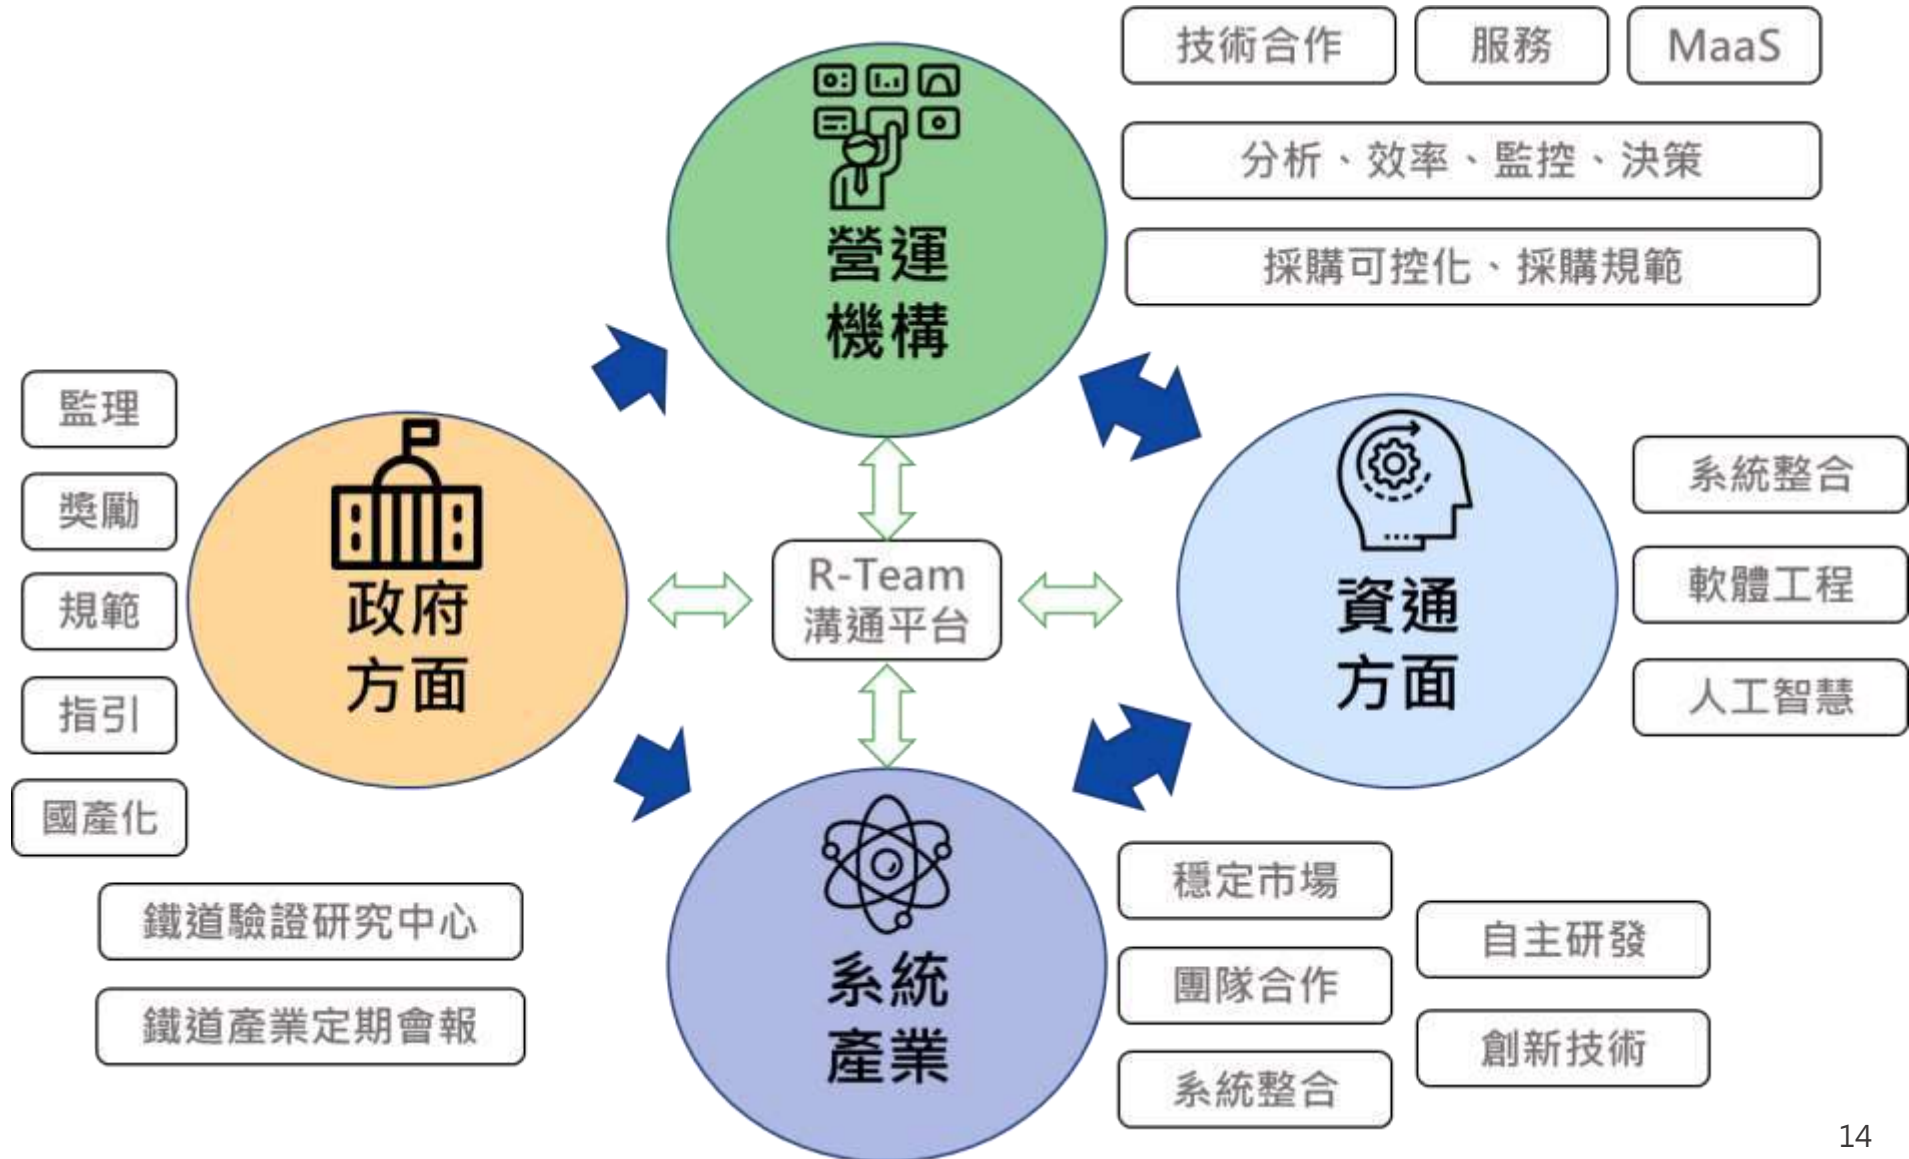 技術合作
服務
MaaS
分析、效率、監控、決策
採購可控化、採購規範
營運
機構
監理
獎勵
規範
指引
國產化
鐵道驗證研究中心
鐵道產業定期會報
政府
方面
R-Team
溝通平台
資通
方面
系統整合
軟體工程
人工智慧
系統
產業
穩定市場
團隊合作
系統整合
自主研發
創新技術
14